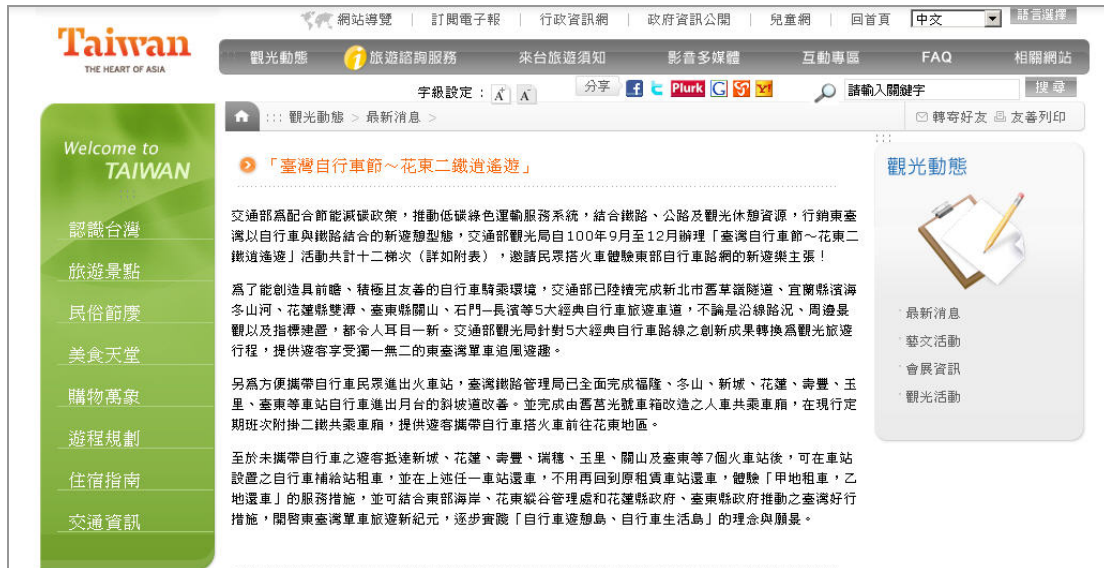 網站導覽 | 訂閱電子報 | 行政資訊網 | 政府資訊公開 | 兒童網 | 回首頁 中文 語言選擇
Taiwan
THE HEART OF ASIA
觀光動態 旅遊諮詢服務 來台旅遊須知 影音多媒體 互動專區 FAQ 相關網站
字級設定： A+ A- 分享 Plurk 請輸入關鍵字 搜尋
::: 觀光動態 > 最新消息 > 轉寄好友 友善列印
Welcome to
TAIWAN
認識台灣
旅遊景點
民俗節慶
美食天堂
購物萬象
遊程規劃
住宿指南
交通資訊
「臺灣自行車節～花東二鐵逍遙遊」
交通部為配合節能減碳政策，推動低碳綠色運輸服務系統，結合鐵路、公路及觀光休憩資源，行銷東臺
灣以自行車與鐵路結合的新遊憩型態，交通部觀光局自100年9月至12月辦理「臺灣自行車節～花東二
鐵逍遙遊」活動共計十二梯次（詳如附表），邀請民眾搭火車體驗東部自行車路網的新遊樂主張！
為了能創造具前瞻、積極且友善的自行車騎乘環境，交通部已陸續完成新北市舊草嶺隧道、宜蘭縣濱海
冬山河、花蓮縣雙潭、臺東縣關山、石門─長濱等5大經典自行車旅遊車道，不論是沿線路況、周邊景
觀以及指標建置，都令人耳目一新。交通部觀光局針對5大經典自行車路線之創新成果轉換為觀光旅遊
行程，提供遊客享受獨一無二的東臺灣單車追風遊趣。
另為方便攜帶自行車民眾進出火車站，臺灣鐵路管理局已全面完成福隆、冬山、新城、花蓮、壽豐、玉
里、臺東等車站自行車進出月台的斜坡道改善。並完成由舊莒光號車箱改造之人車共乘車廂，在現行定
期班次附掛二鐵共乘車廂，提供遊客攜帶自行車搭火車前往花東地區。
至於未攜帶自行車之遊客抵達新城、花蓮、壽豐、瑞穗、玉里、關山及臺東等7個火車站後，可在車站
設置之自行車補給站租車，並在上述任一車站還車，不用再回到原租賃車站還車，體驗「甲地租車，乙
地還車」的服務措施，並可結合東部海岸、花東縱谷管理處和花蓮縣政府、臺東縣政府推動之臺灣好行
措施，開啓東臺灣單車旅遊新紀元，逐步實踐「自行車遊憩島、自行車生活島」的理念與願景。
:::
觀光動態
最新消息
藝文活動
會展資訊
觀光活動